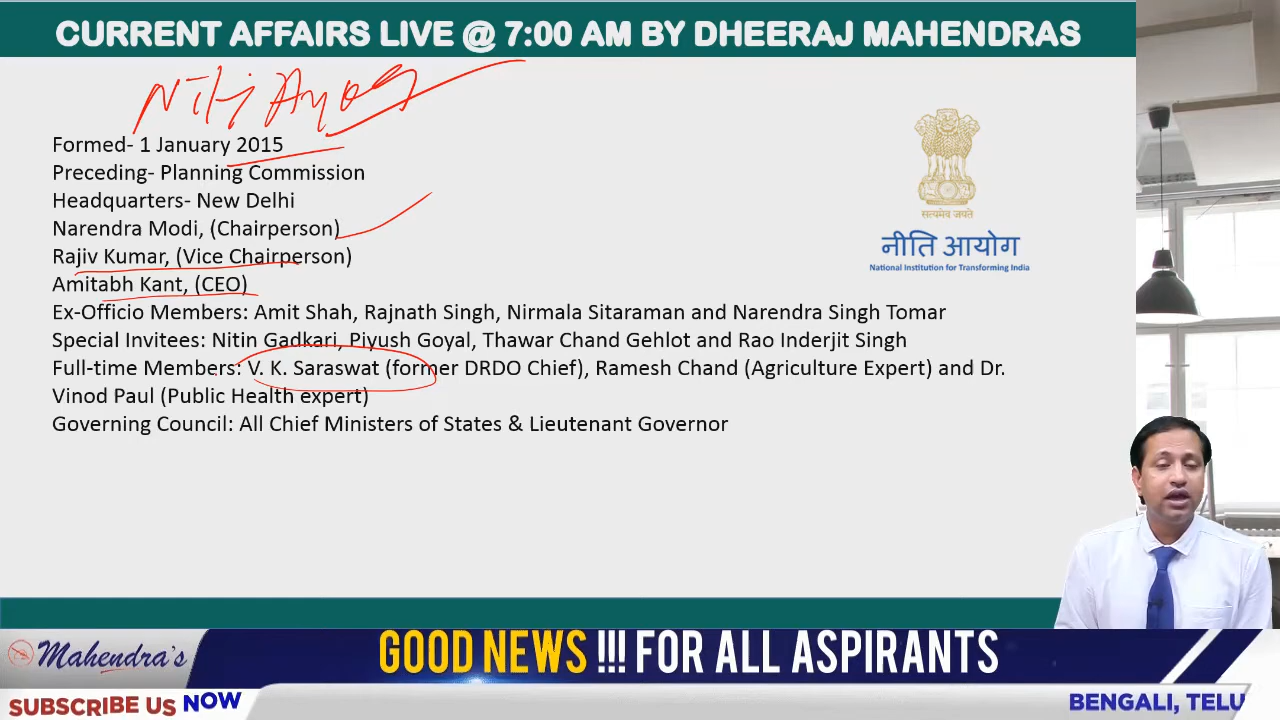 CURRENT AFFAIRS LIVE @ 7:00 AM BY DHEERAJ MAHENDRAS
Niti Ayog
Formed- 1 January 2015
Preceding- Planning Commission
Headquarters- New Delhi
Narendra Modi, (Chairperson)
Rajiv Kumar, (Vice Chairperson)
Amitabh Kant, (CEO)
Ex-Officio Members: Amit Shah, Rajnath Singh, Nirmala Sitaraman and Narendra Singh Tomar
Special Invitees: Nitin Gadkari, Piyush Goyal, Thawar Chand Gehlot and Rao Inderjit Singh
Full-time Members: V. K. Saraswat (former DRDO Chief), Ramesh Chand (Agriculture Expert) and Dr.
Vinod Paul (Public Health expert)
Governing Council: All Chief Ministers of States & Lieutenant Governor
सत्यमेव जयते
नीति आयोग
National Institution for Transforming India
Mahendra's
GOOD NEWS !!! FOR ALL ASPIRANTS
SUBSCRIBE US NOW
BENGALI, TELU